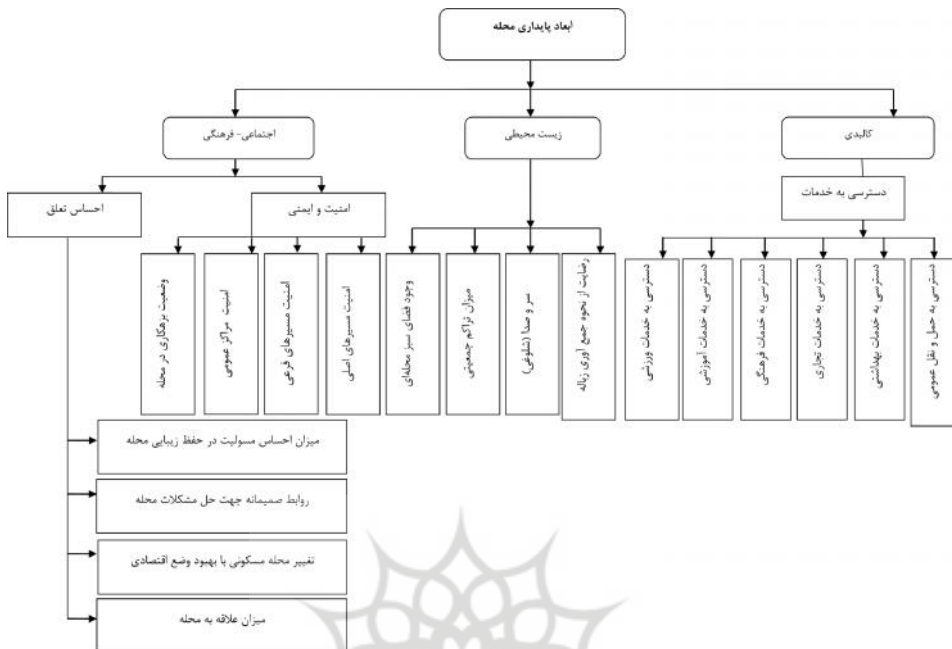 ابعاد پایداری محله
کالبدی
زیست محیطی
اجتماعی- فرهنگی
دسترسی به خدمات
امنیت و ایمنی
احساس تعلق
دسترسی به حمل و نقل عمومی
دسترسی به خدمات بهداشتی
دسترسی به خدمات تجاری
دسترسی به خدمات فرهنگی
دسترسی به خدمات آموزشی
دسترسی به خدمات ورزشی
رضایت از نحوه جمع آوری زباله
سر و صدا (شلوغی)
میزان تراکم جمعیتی
وجود فضای سبز محله‌ای
امنیت مسیرهای اصلی
امنیت مسیرهای فرعی
امنیت مراکز عمومی
وضعیت بزهکاری در محله
میزان احساس مسولیت در حفظ زیبایی محله
روابط صمیمانه جهت حل مشکلات محله
تغییر محله مسکونی با بهبود وضع اقتصادی
میزان علاقه به محله